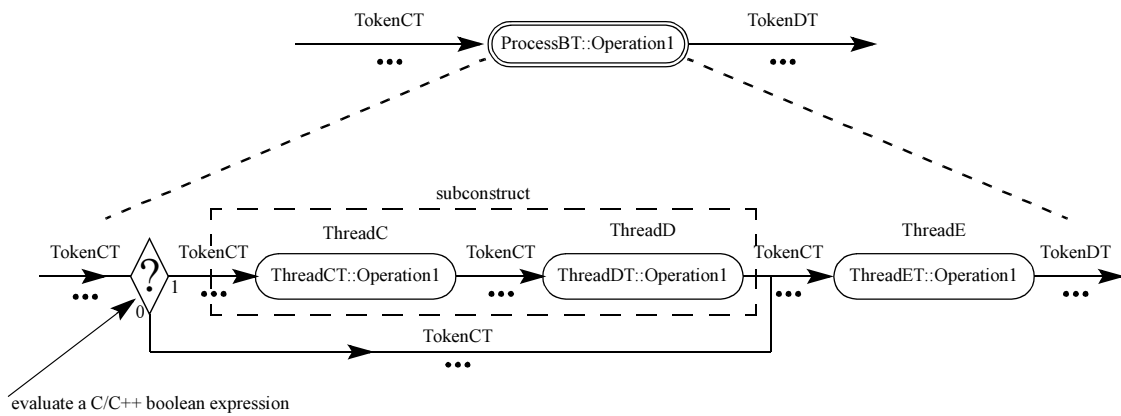 TokenCT
ProcessBT::Operation1
TokenDT
subconstruct
ThreadC
ThreadD
ThreadE
TokenCT
?
TokenCT
ThreadCT::Operation1
TokenCT
ThreadDT::Operation1
TokenCT
ThreadET::Operation1
TokenDT
1
0
TokenCT
evaluate a C/C++ boolean expression